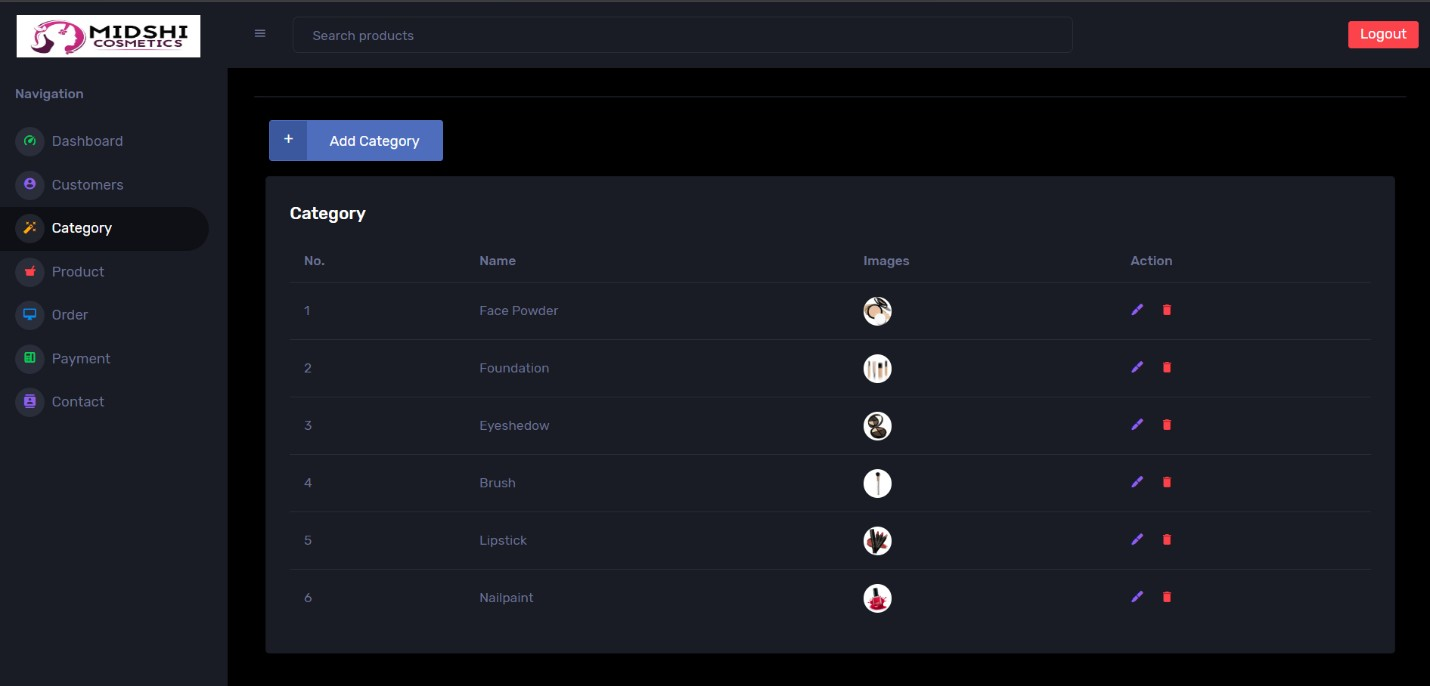 MIDSHI
COSMETICS
Search products
Logout
Navigation
Dashboard
Customers
Category
Product
Order
Payment
Contact
+ Add Category
Category
No. Name Images Action
1 Face Powder
2 Foundation
3 Eyeshedow
4 Brush
5 Lipstick
6 Nailpaint